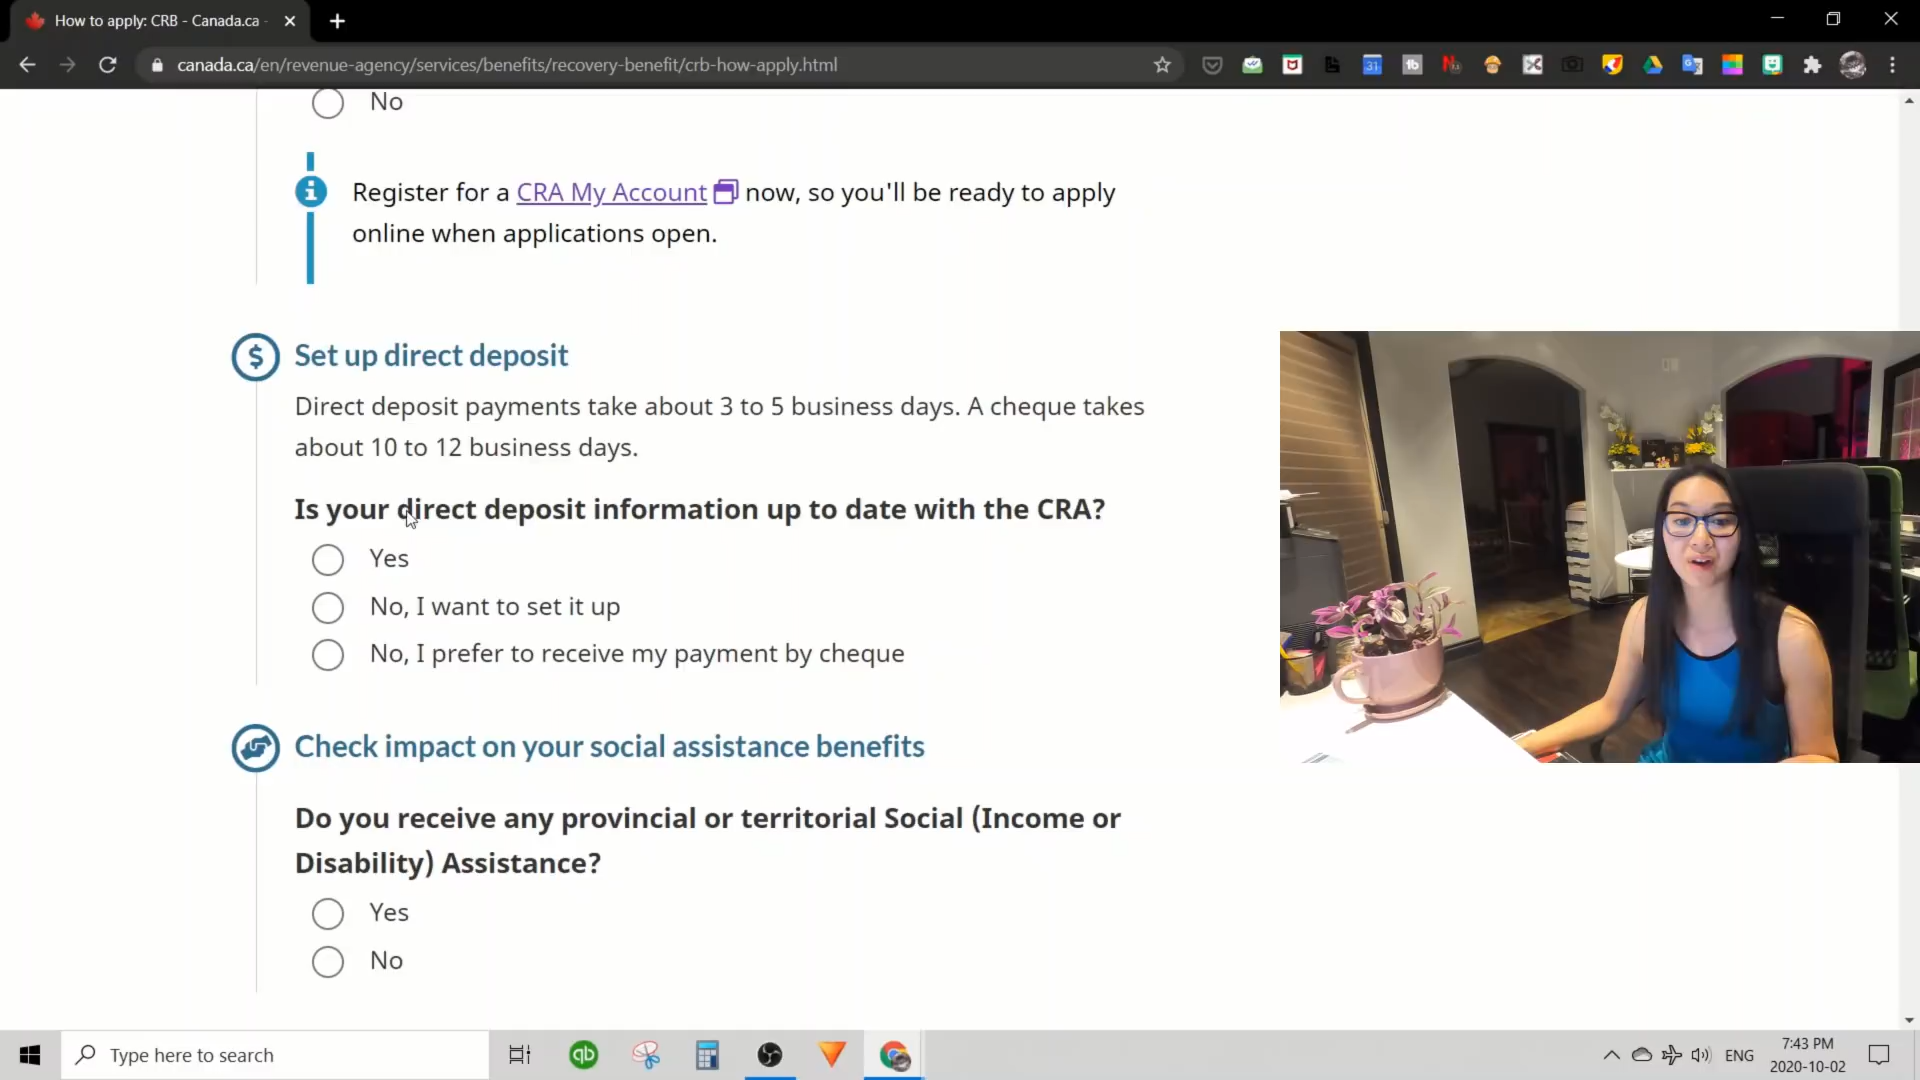 How to apply: CRB - Canada.ca -
canada.ca/en/revenue-agency/services/benefits/recovery-benefit/crb-how-apply.html
No
Register for a CRA My Account now, so you'll be ready to apply
online when applications open.
Set up direct deposit
Direct deposit payments take about 3 to 5 business days. A cheque takes
about 10 to 12 business days.
Is your direct deposit information up to date with the CRA?
Yes
No, I want to set it up
No, I prefer to receive my payment by cheque
Check impact on your social assistance benefits
Do you receive any provincial or territorial Social (Income or
Disability) Assistance?
Yes
No
Type here to search
qb
ENG
7:43 PM
2020-10-02